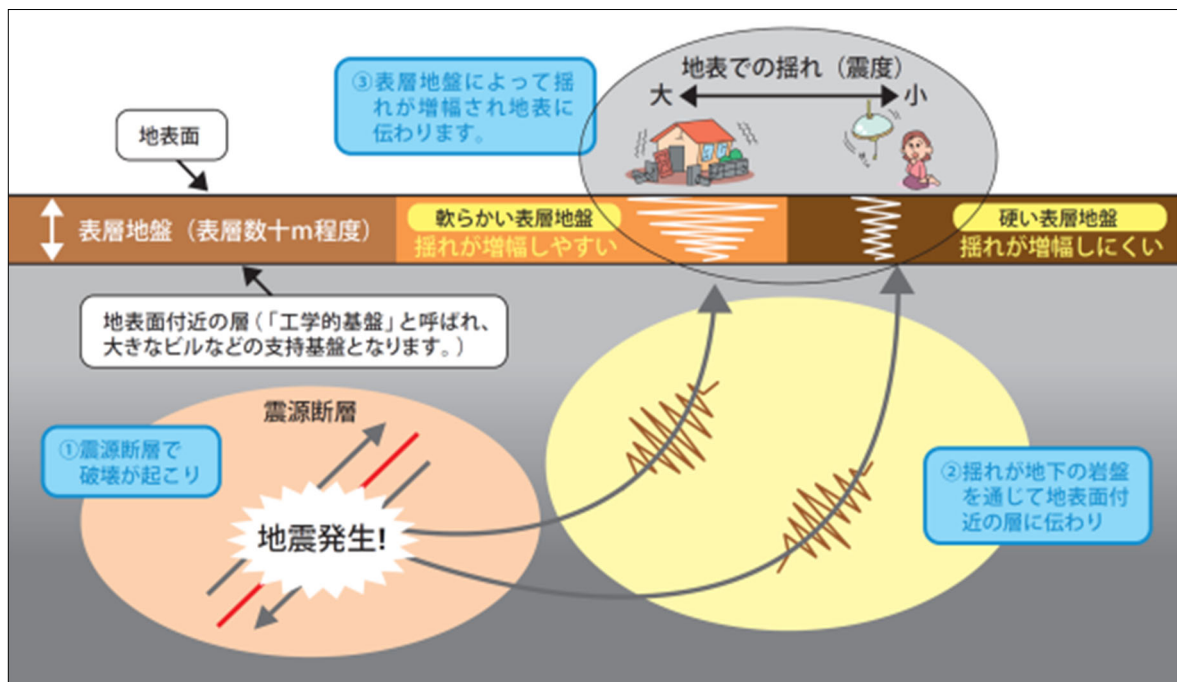 地表での揺れ（震度）
大
小
③表層地盤によって揺
れが増幅され地表に
伝わります。
地表面
表層地盤（表層数十m程度）
軟らかい表層地盤
揺れが増幅しやすい
硬い表層地盤
揺れが増幅しにくい
地表面付近の層（「工学的基盤」と呼ばれ、
大きなビルなどの支持基盤となります。）
震源断層
①震源断層で
破壊が起こり
地震発生!
②揺れが地下の岩盤
を通じて地表面付
近の層に伝わり